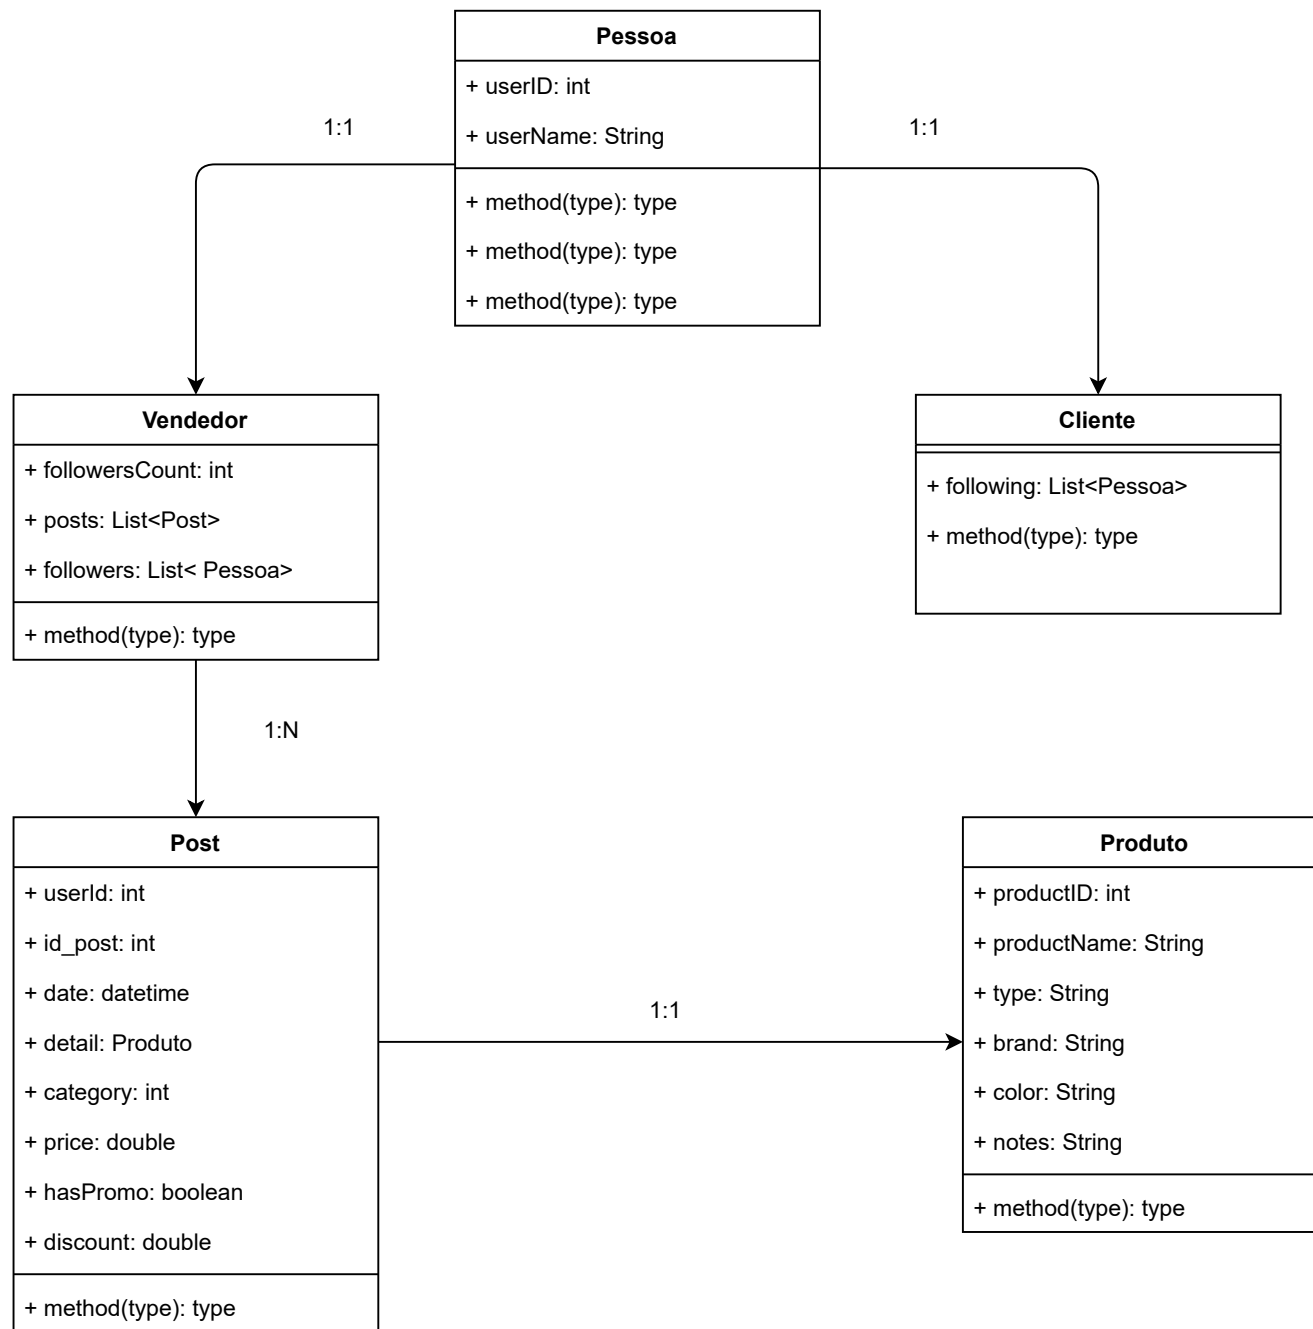 Pessoa
+ userID: int
+ userName: String
+ method(type): type
+ method(type): type
+ method(type): type
1:1
1:1
Vendedor
+ followersCount: int
+ posts: List<Post>
+ followers: List< Pessoa>
+ method(type): type
Cliente
+ following: List<Pessoa>
+ method(type): type
1:N
Post
+ userId: int
+ id_post: int
+ date: datetime
+ detail: Produto
+ category: int
+ price: double
+ hasPromo: boolean
+ discount: double
+ method(type): type
1:1
Produto
+ productID: int
+ productName: String
+ type: String
+ brand: String
+ color: String
+ notes: String
+ method(type): type